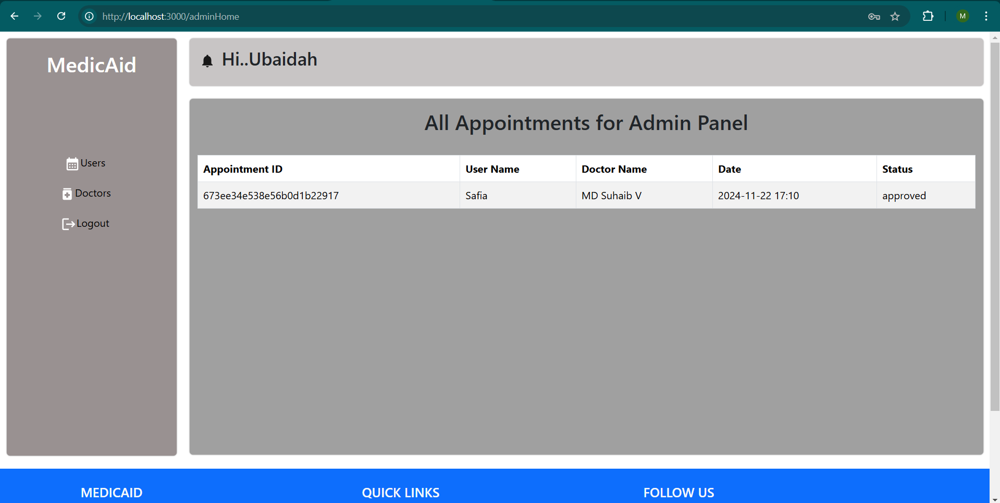 http://localhost:3000/adminHome
M
MedicAid
Users
Doctors
Logout
Hi..Ubaidah
All Appointments for Admin Panel
Appointment ID User Name Doctor Name Date Status
673ee34e538e56b0d1b22917 Safia MD Suhaib V 2024-11-22 17:10 approved
MEDICAID QUICK LINKS FOLLOW US